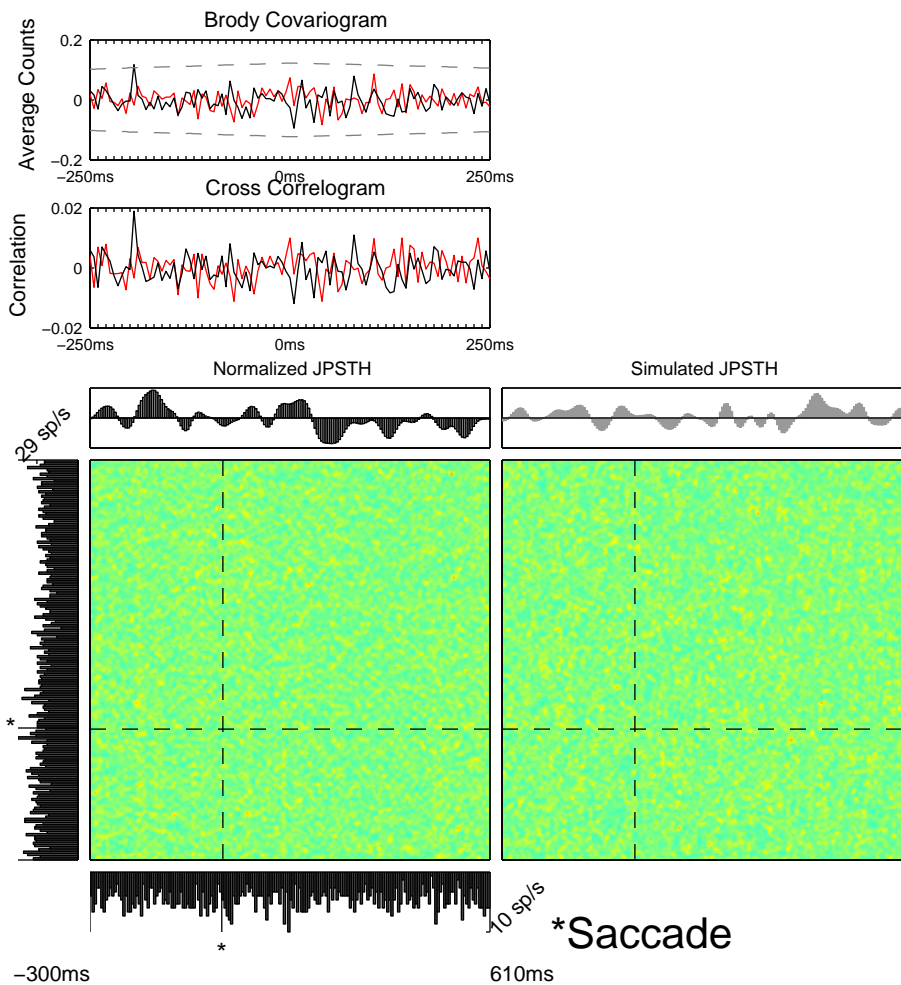 Brody Covariogram
Average Counts
0.2
0
−0.2
−250ms
0ms
250ms
Cross Correlogram
Correlation
0.02
0
−0.02
−250ms
0ms
250ms
Normalized JPSTH
Simulated JPSTH
29 sp/s
*
10 sp/s
*
*Saccade
−300ms
610ms